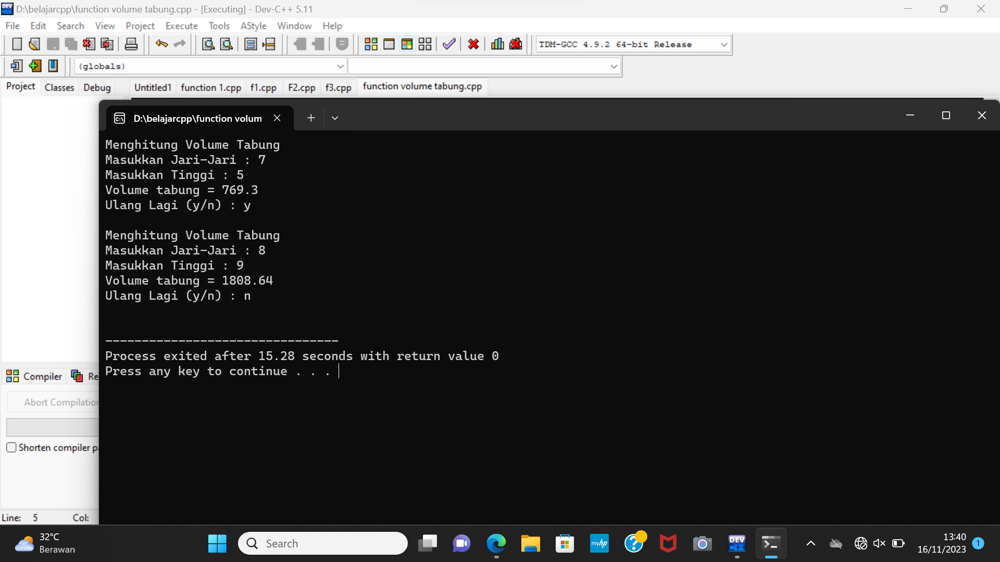 D:\belajarcpp\function volume tabung.cpp - [Executing] - Dev-C++ 5.11
File Edit Search View Project Execute Tools AStyle Window Help
TDM-GCC 4.9.2 64-bit Release
(globals)
Project Classes Debug Untitled1 function 1.cpp f1.cpp F2.cpp f3.cpp function volume tabung.cpp
D:\belajarcpp\function volum
Menghitung Volume Tabung
Masukkan Jari-Jari : 7
Masukkan Tinggi : 5
Volume tabung = 769.3
Ulang Lagi (y/n) : y
Menghitung Volume Tabung
Masukkan Jari-Jari : 8
Masukkan Tinggi : 9
Volume tabung = 1808.64
Ulang Lagi (y/n) : n
--------------------------------
Process exited after 15.28 seconds with return value 0
Press any key to continue . . .
Compiler Re
Abort Compilation
Shorten compiler pa
Line: 5 Col:
32°C
Berawan
Search
myhp
DEV
C++
13:40
16/11/2023
1